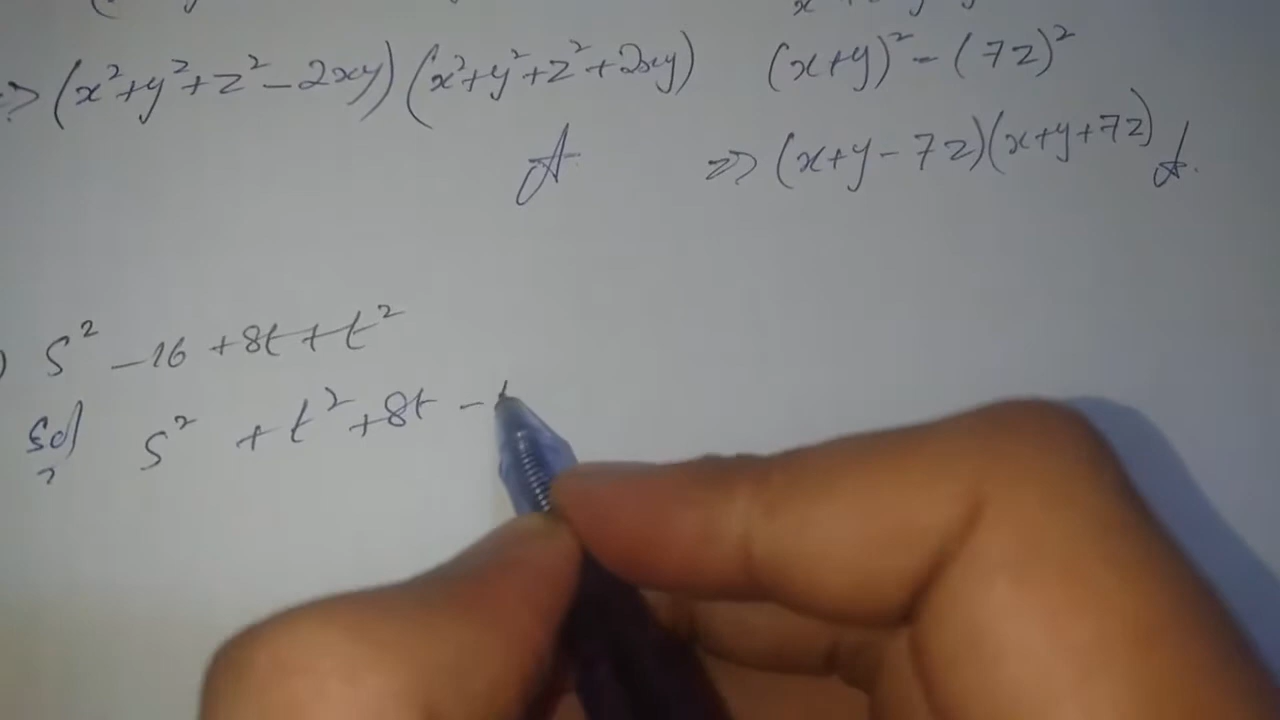 => (x²+y²+z²-2xy)(x²+y²+z²+2xy)
(x+y)² - (7z)²
=> (x+y-7z)(x+y+7z)
) s² - 16 + 8t + t²
Sol
s² + t² + 8t -